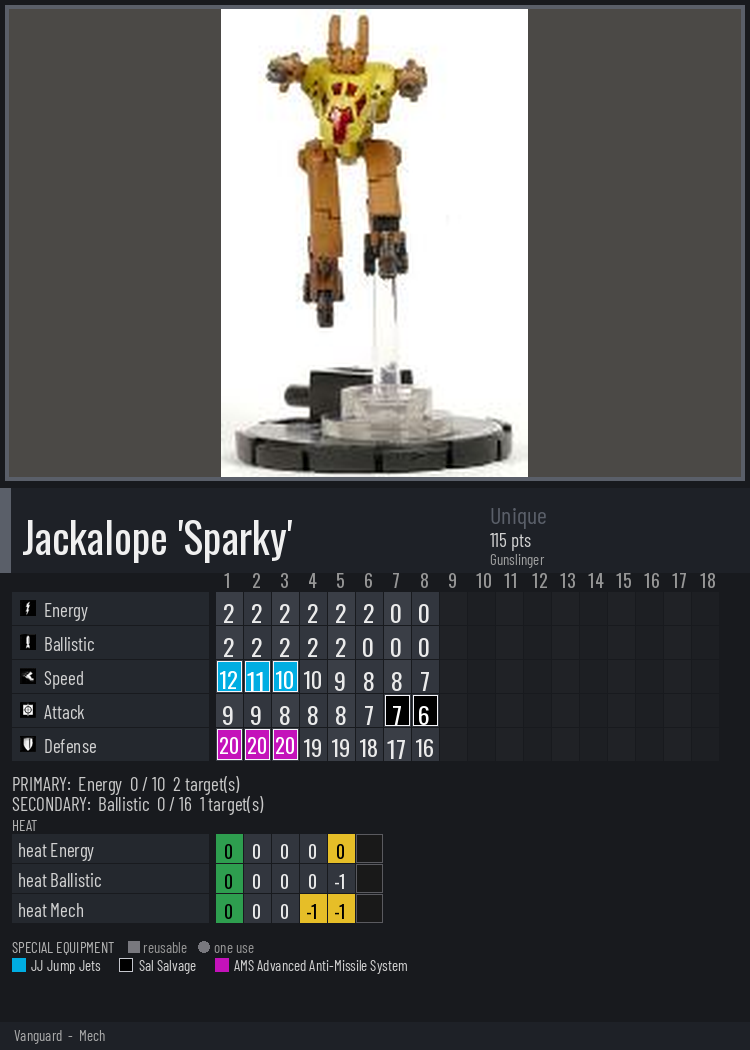 Jackalope 'Sparky'
Unique
115 pts
Gunslinger
1 2 3 4 5 6 7 8 9 10 11 12 13 14 15 16 17 18
Energy 2 2 2 2 2 2 0 0
Ballistic 2 2 2 2 2 0 0 0
Speed 12 11 10 10 9 8 8 7
Attack 9 9 8 8 8 7 7 6
Defense 20 20 20 19 19 18 17 16
PRIMARY: Energy 0 / 10 2 target(s)
SECONDARY: Ballistic 0 / 16 1 target(s)
HEAT
heat Energy 0 0 0 0 0
heat Ballistic 0 0 0 0 -1
heat Mech 0 0 0 -1 -1
SPECIAL EQUIPMENT reusable one use
JJ Jump Jets Sal Salvage AMS Advanced Anti-Missile System
Vanguard - Mech